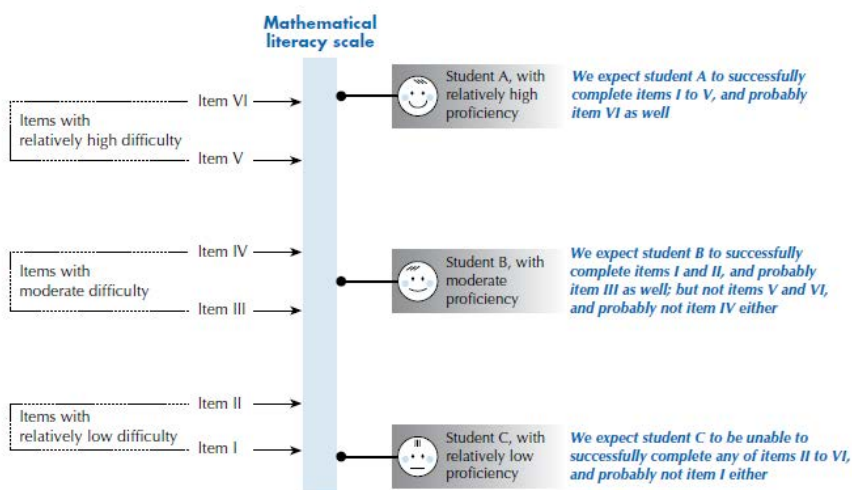 Mathematical
literacy scale
Item VI
Items with
relatively high difficulty
Item V
Student A, with
relatively high
proficiency
We expect student A to successfully
complete items I to V, and probably
item VI as well
Item IV
Items with
moderate difficulty
Item III
Student B, with
moderate
proficiency
We expect student B to successfully
complete items I and II, and probably
item III as well; but not items V and VI,
and probably not item IV either
Item II
Items with
relatively low difficulty
Item I
Student C, with
relatively low
proficiency
We expect student C to be unable to
successfully complete any of items II to VI,
and probably not item I either